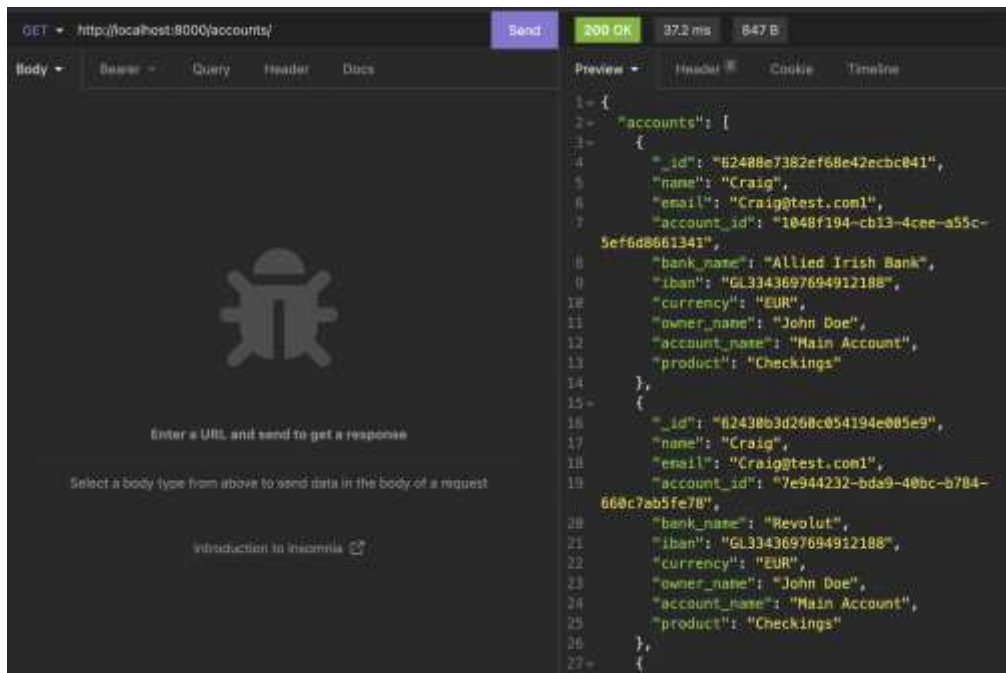 GET http://localhost:8000/accounts/ Send 200 OK 37.2 ms 647 B
Body Bearer Query Header Docs Preview Header Cookie Timeline
Enter a URL and send to get a response
Select a body type from above to send data in the body of a request
Introduction to Insomnia
1 {
2 "accounts": [
3 {
4 "_id": "62408e7382ef68e42ecbc041",
5 "name": "Craig",
6 "email": "Craig@test.com1",
7 "account_id": "1048f194-cb13-4cee-a55c-
5ef6d8661341",
8 "bank_name": "Allied Irish Bank",
9 "iban": "GL3343697694912188",
10 "currency": "EUR",
11 "owner_name": "John Doe",
12 "account_name": "Main Account",
13 "product": "Checkings"
14 },
15 {
16 "_id": "62430b3d260c054194e005e9",
17 "name": "Craig",
18 "email": "Craig@test.com1",
19 "account_id": "7e944232-bda9-40bc-b784-
660c7ab5fe78",
20 "bank_name": "Revolut",
21 "iban": "GL3343697694912188",
22 "currency": "EUR",
23 "owner_name": "John Doe",
24 "account_name": "Main Account",
25 "product": "Checkings"
26 },
27 {